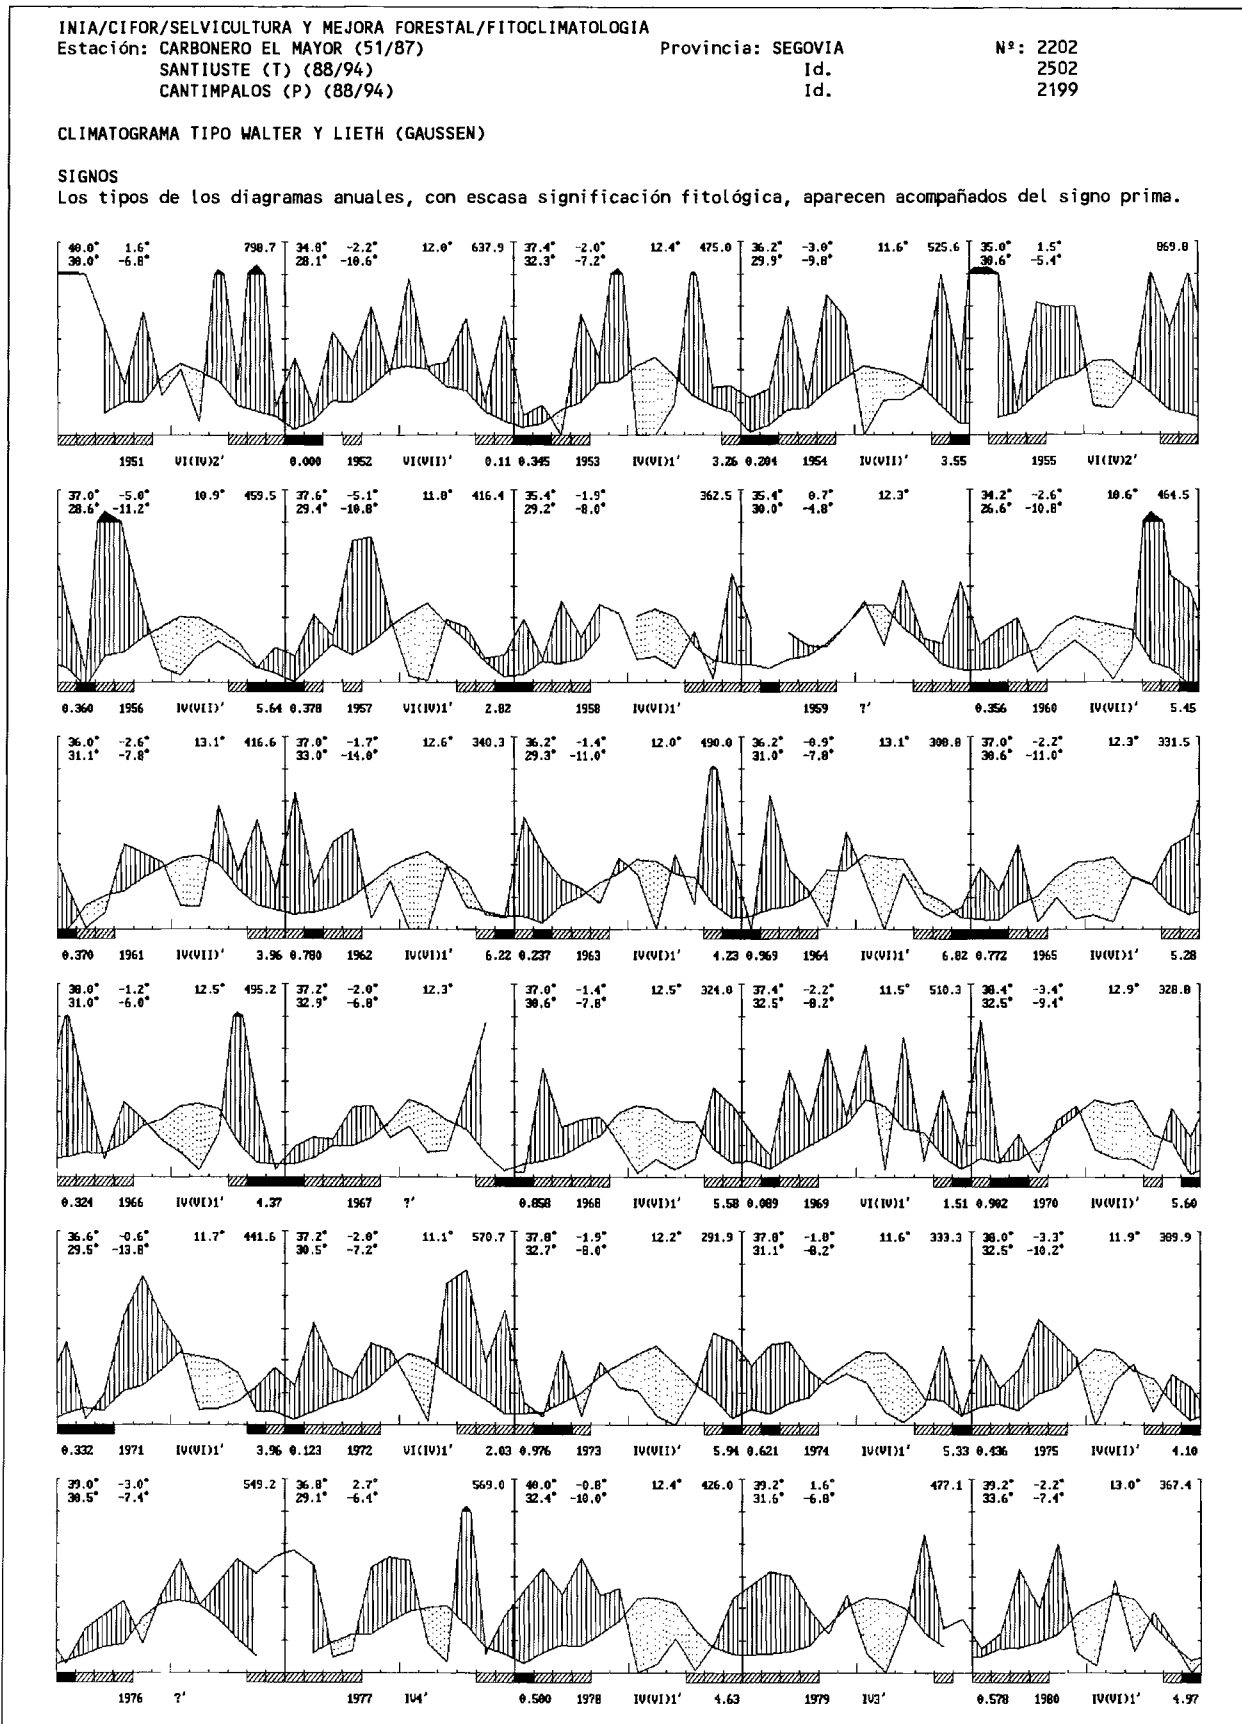 INIA/CIFOR/SELVICULTURA Y MEJORA FORESTAL/FITOCLIMATOLOGIA
Estación: CARBONERO EL MAYOR (51/87) Provincia: SEGOVIA Nº: 2202
SANTIUSTE (T) (88/94) Id. 2502
CANTIMPALOS (P) (88/94) Id. 2199
CLIMATOGRAMA TIPO WALTER Y LIETH (GAUSSEN)
SIGNOS
Los tipos de los diagramas anuales, con escasa significación fitológica, aparecen acompañados del signo prima.
40.0° 1.6° 790.7 34.8° -2.2° 12.0° 637.9 37.4° -2.0° 12.4° 475.0 36.2° -3.0° 11.6° 525.6 35.0° 1.5° 869.8
30.0° -6.8° 28.1° -10.6° 32.3° -7.2° 29.9° -9.8° 30.6° -5.4°
1951 VI(IV)2' 0.000 1952 VI(VII)' 0.11 0.345 1953 IV(VI)1' 3.26 0.204 1954 IV(VII)' 3.55 1955 VI(IV)2'
37.0° -5.0° 10.9° 459.5 37.6° -5.1° 11.8° 416.4 35.4° -1.9° 362.5 35.4° 0.7° 12.3° 34.2° -2.6° 10.6° 464.5
28.6° -11.2° 29.4° -10.8° 29.2° -8.0° 30.0° -4.8° 26.6° -10.8°
0.360 1956 IV(VII)' 5.64 0.378 1957 VI(IV)1' 2.82 1958 IV(VI)1' 1959 ?' 0.356 1960 IV(VII)' 5.45
36.0° -2.6° 13.1° 416.6 37.0° -1.7° 12.6° 340.3 36.2° -1.4° 12.0° 490.0 36.2° -0.9° 13.1° 308.8 37.0° -2.2° 12.3° 331.5
31.1° -7.8° 33.0° -14.0° 29.3° -11.0° 31.0° -7.8° 30.6° -11.0°
0.370 1961 IV(VII)' 3.96 0.780 1962 IV(VI)1' 6.22 0.237 1963 IV(VI)1' 4.23 0.969 1964 IV(VI)1' 6.82 0.772 1965 IV(VI)1' 5.28
38.0° -1.2° 12.5° 495.2 37.2° -2.0° 12.3° 37.0° -1.4° 12.5° 324.0 37.4° -2.2° 11.5° 510.3 38.4° -3.4° 12.9° 328.8
31.0° -6.0° 32.9° -6.8° 30.6° -7.8° 32.5° -8.2° 32.5° -9.4°
0.324 1966 IV(VI)1' 4.37 1967 ?' 0.858 1968 IV(VI)1' 5.58 0.089 1969 VI(IV)1' 1.51 0.902 1970 IV(VII)' 5.60
36.6° -0.6° 11.7° 441.6 37.2° -2.0° 11.1° 570.7 37.8° -1.9° 12.2° 291.9 37.8° -1.8° 11.6° 333.3 38.0° -3.3° 11.9° 309.9
29.5° -13.8° 30.5° -7.2° 32.7° -8.0° 31.1° -8.2° 32.5° -10.2°
0.332 1971 IV(VI)1' 3.96 0.123 1972 VI(IV)1' 2.03 0.976 1973 IV(VII)' 5.94 0.621 1974 IV(VI)1' 5.33 0.436 1975 IV(VII)' 4.10
39.0° -3.0° 549.2 36.8° 2.7° 569.0 40.0° -0.8° 12.4° 426.0 39.2° 1.6° 477.1 39.2° -2.2° 13.0° 367.4
30.5° -7.4° 29.1° -6.4° 32.4° -10.0° 31.6° -6.8° 33.6° -7.4°
1976 ?' 1977 IV4' 0.500 1978 IV(VI)1' 4.63 1979 IV3' 0.578 1980 IV(VI)1' 4.97